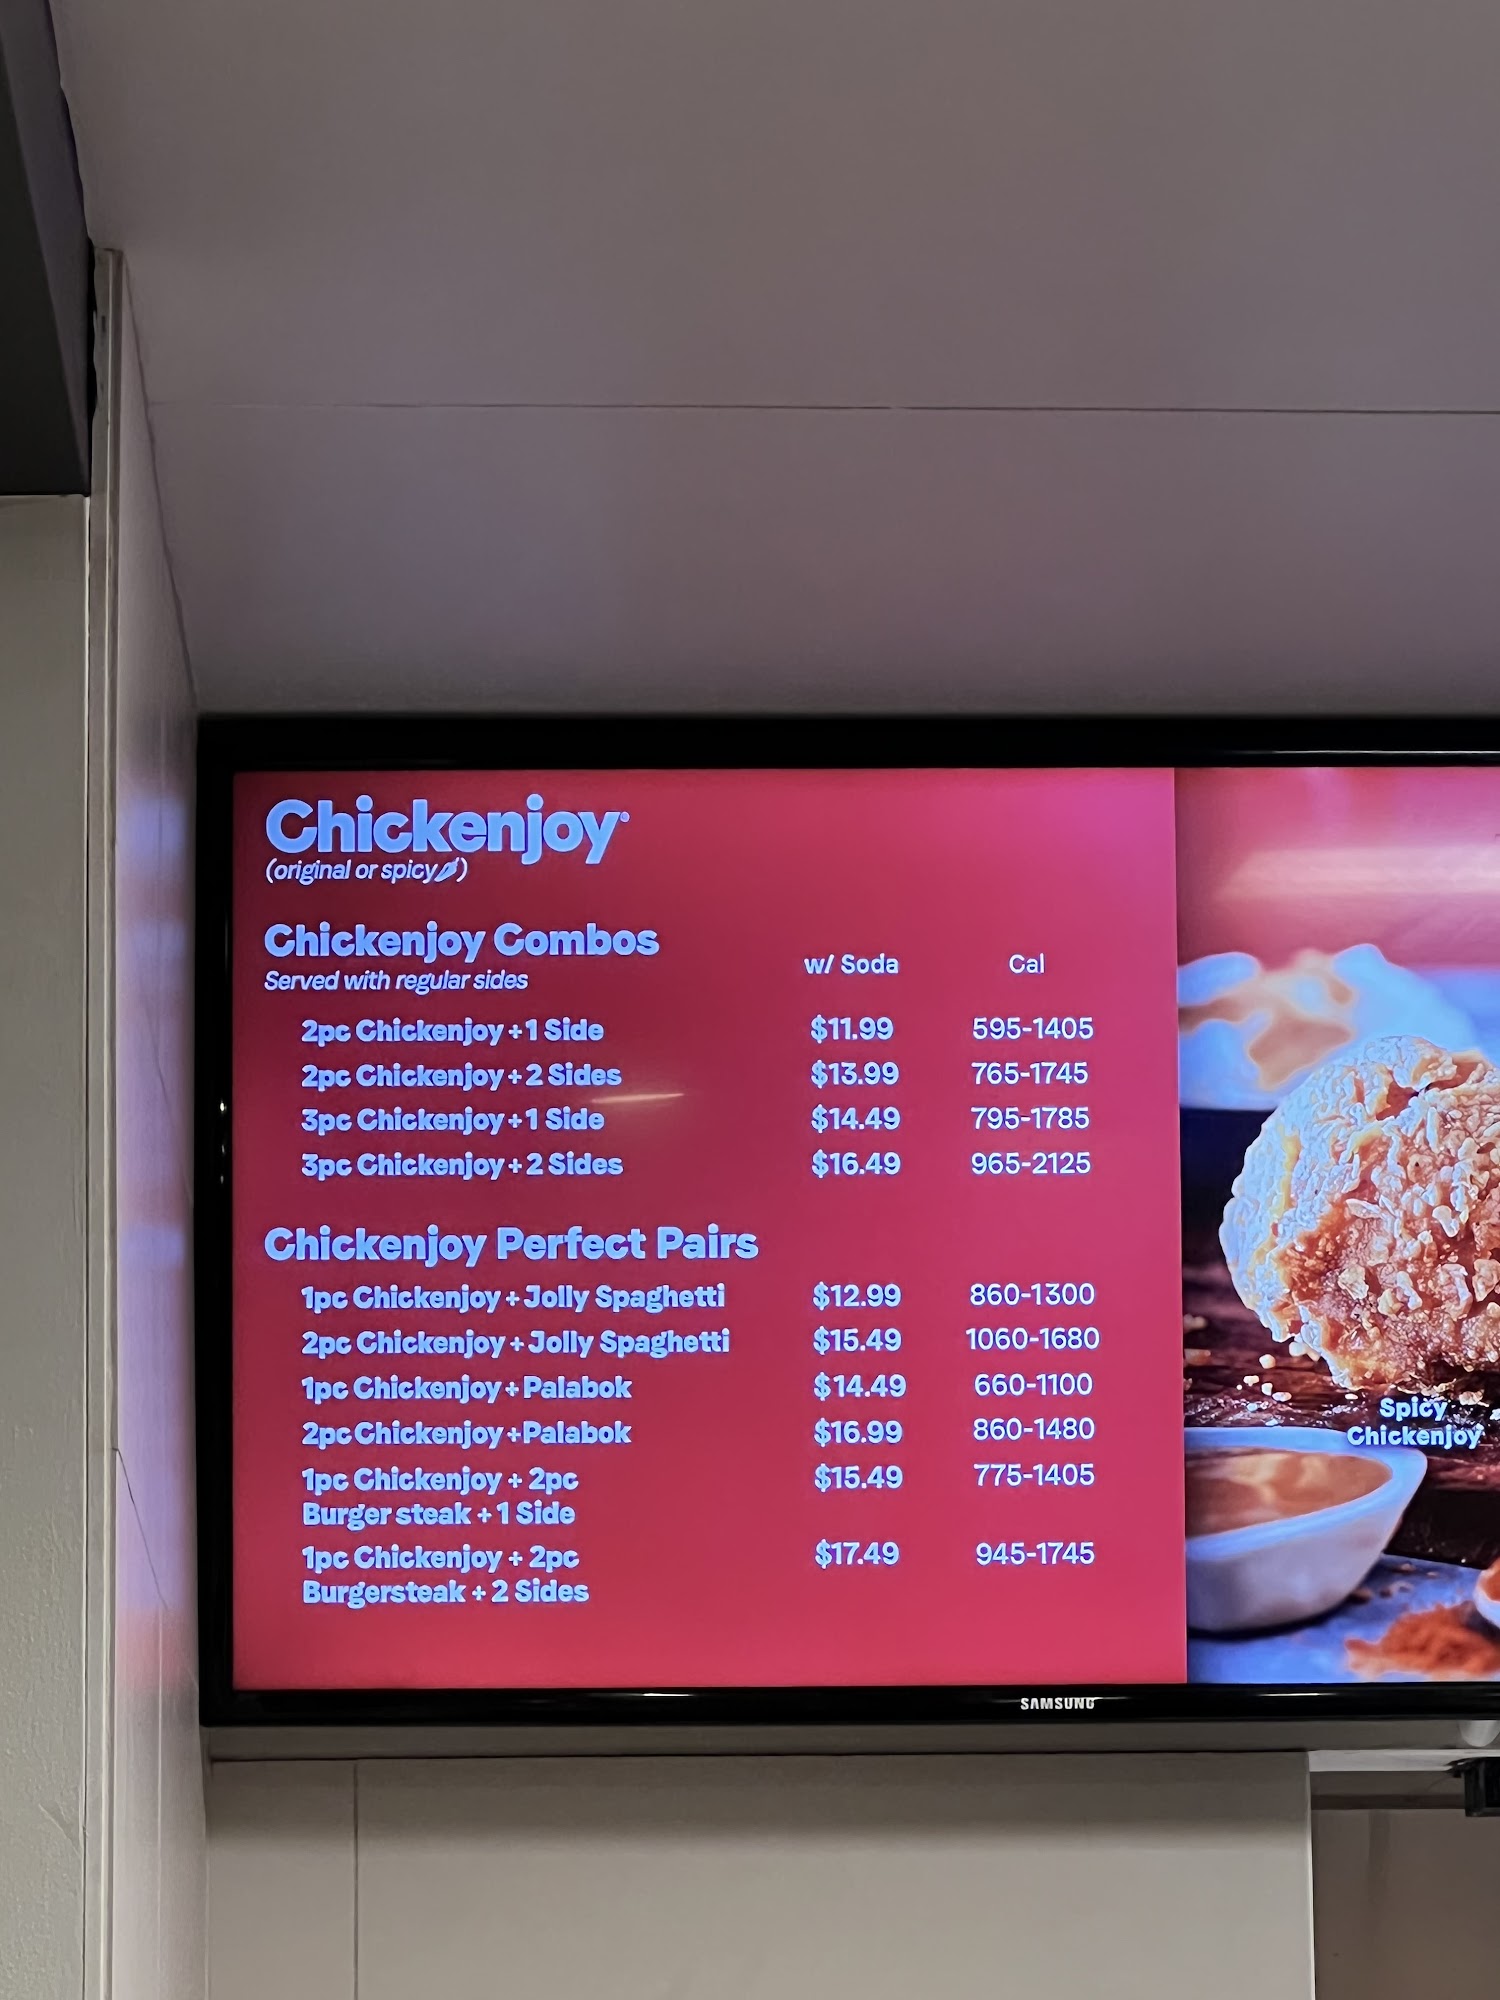 Chickenjoy
(original or spicy)
Chickenjoy Combos
Served with regular sides
w/ Soda Cal
2pc Chickenjoy + 1 Side $11.99 595-1405
2pc Chickenjoy + 2 Sides $13.99 765-1745
3pc Chickenjoy + 1 Side $14.49 795-1785
3pc Chickenjoy + 2 Sides $16.49 965-2125
Chickenjoy Perfect Pairs
1pc Chickenjoy + Jolly Spaghetti $12.99 860-1300
2pc Chickenjoy + Jolly Spaghetti $15.49 1060-1680
1pc Chickenjoy + Palabok $14.49 660-1100
2pc Chickenjoy + Palabok $16.99 860-1480
1pc Chickenjoy + 2pc $15.49 775-1405
Burger steak + 1 Side
1pc Chickenjoy + 2pc $17.49 945-1745
Burgersteak + 2 Sides
Spicy
Chickenjoy
SAMSUNG